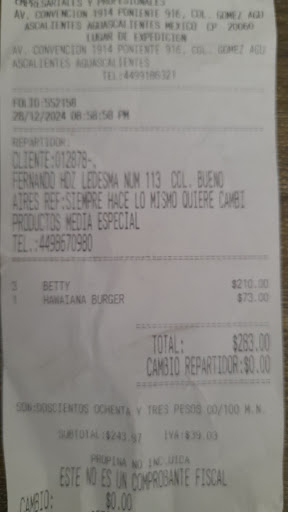 EMPRESARIALES Y PROFESIONALES
AV. CONVENCION 1914 PONIENTE 916, COL. GOMEZ AGU
ASCALIENTES AGUASCALIENTES MEXICO CP 20060
LUGAR DE EXPEDICION
AV. CONVENCION 1914 PONIENTE 916, COL. GOMEZ AGU
ASCALIENTES AGUASCALIENTES
TEL:4499186321
FOLIO:552158
28/12/2024 08:58:58 PM
REPARTIDOR:
CLIENTE:012878-.
FERNANDO HDZ LEDESMA NUM 113 COL. BUENO
AIRES REF:SIEMPRE HACE LO MISMO QUIERE CAMBI
PRODUCTOS MEDIA ESPECIAL
TEL.:4498670980
3 BETTY $210.00
1 HAWAIANA BURGER $73.00
TOTAL: $283.00
CAMBIO REPARTIDOR:$0.00
SON:DOSCIENTOS OCHENTA Y TRES PESOS 00/100 M.N.
SUBTOTAL:$243.97 IVA:$39.03
PROPINA NO INCLUIDA
ESTE NO ES UN COMPROBANTE FISCAL
CAMBIO: $0.00